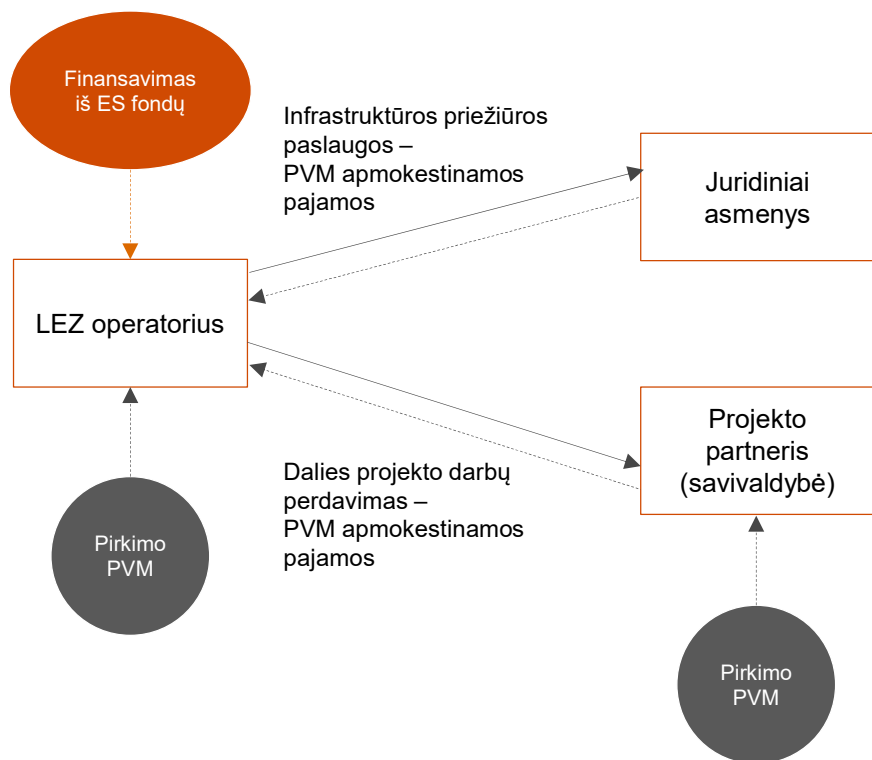 Finansavimas
iš ES fondų
Infrastruktūros priežiūros
paslaugos –
PVM apmokestinamos
pajamos
Juridiniai
asmenys
LEZ operatorius
Projekto
partneris
(savivaldybė)
Dalies projekto darbų
perdavimas –
PVM apmokestinamos
pajamos
Pirkimo
PVM
Pirkimo
PVM